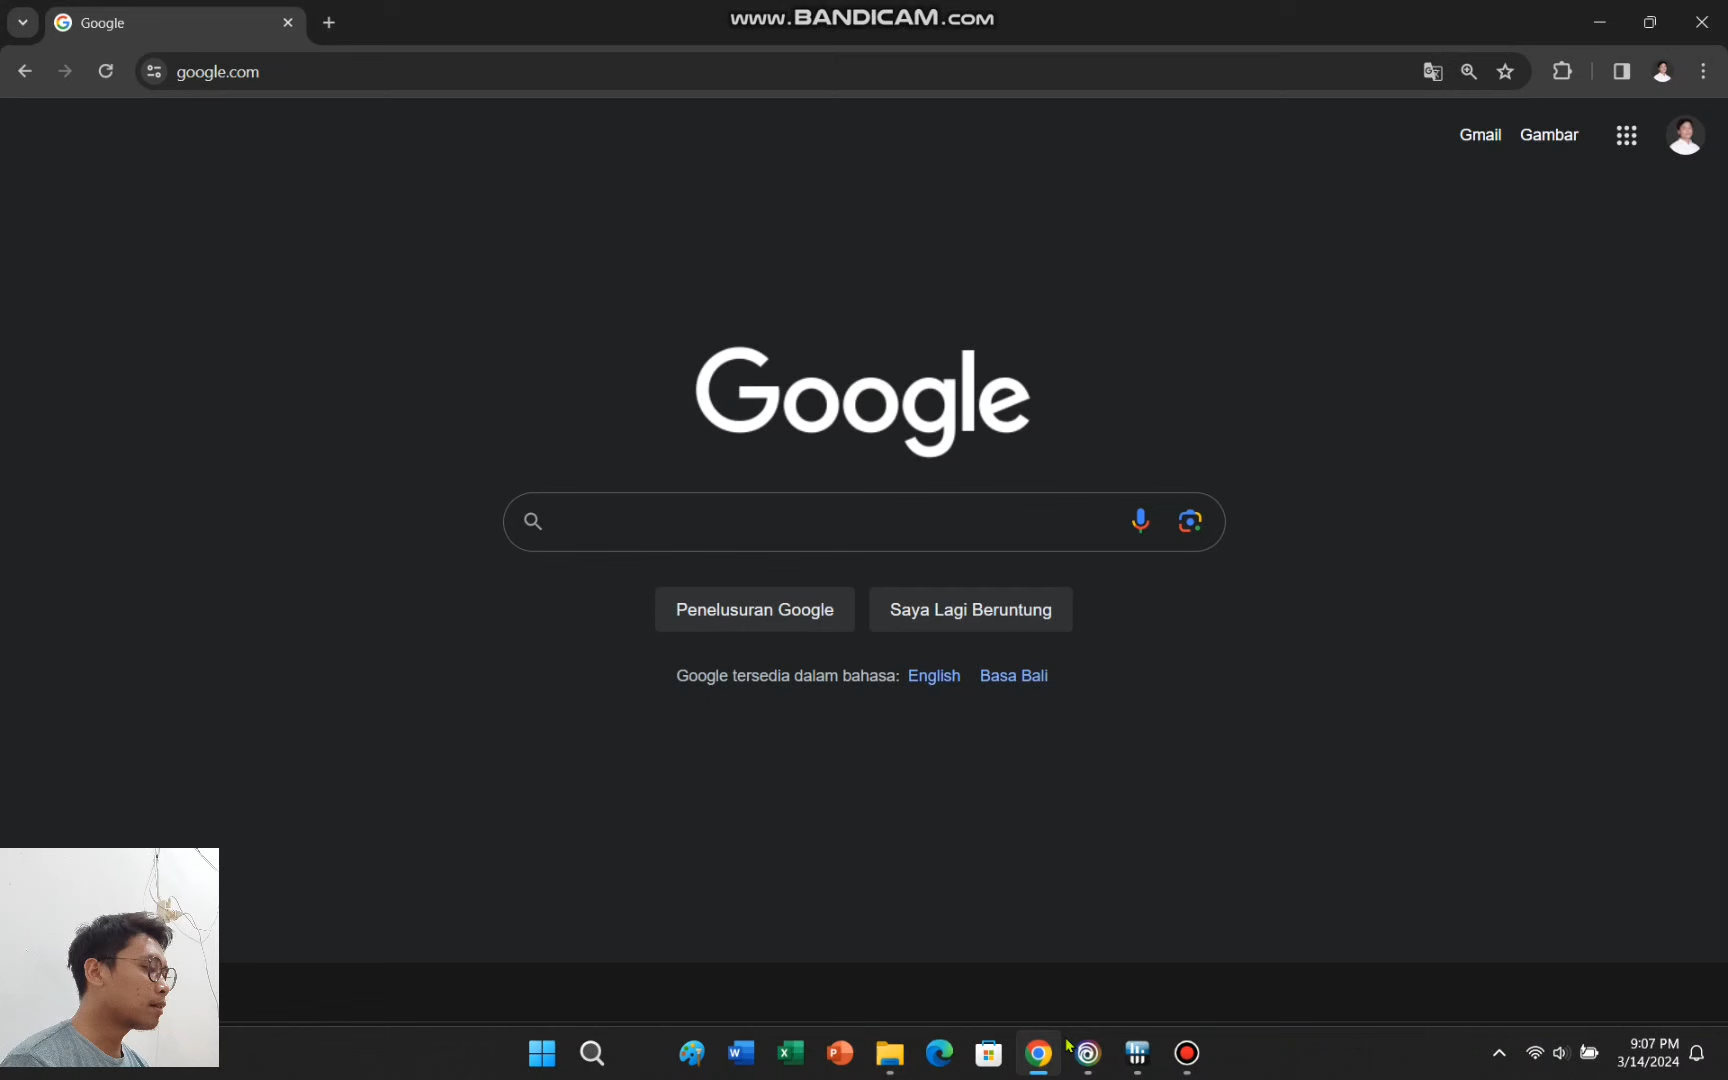 Google
www.BANDICAM.com
google.com
Gmail Gambar
Google
Penelusuran Google
Saya Lagi Beruntung
Google tersedia dalam bahasa: English Basa Bali
9:07 PM
3/14/2024